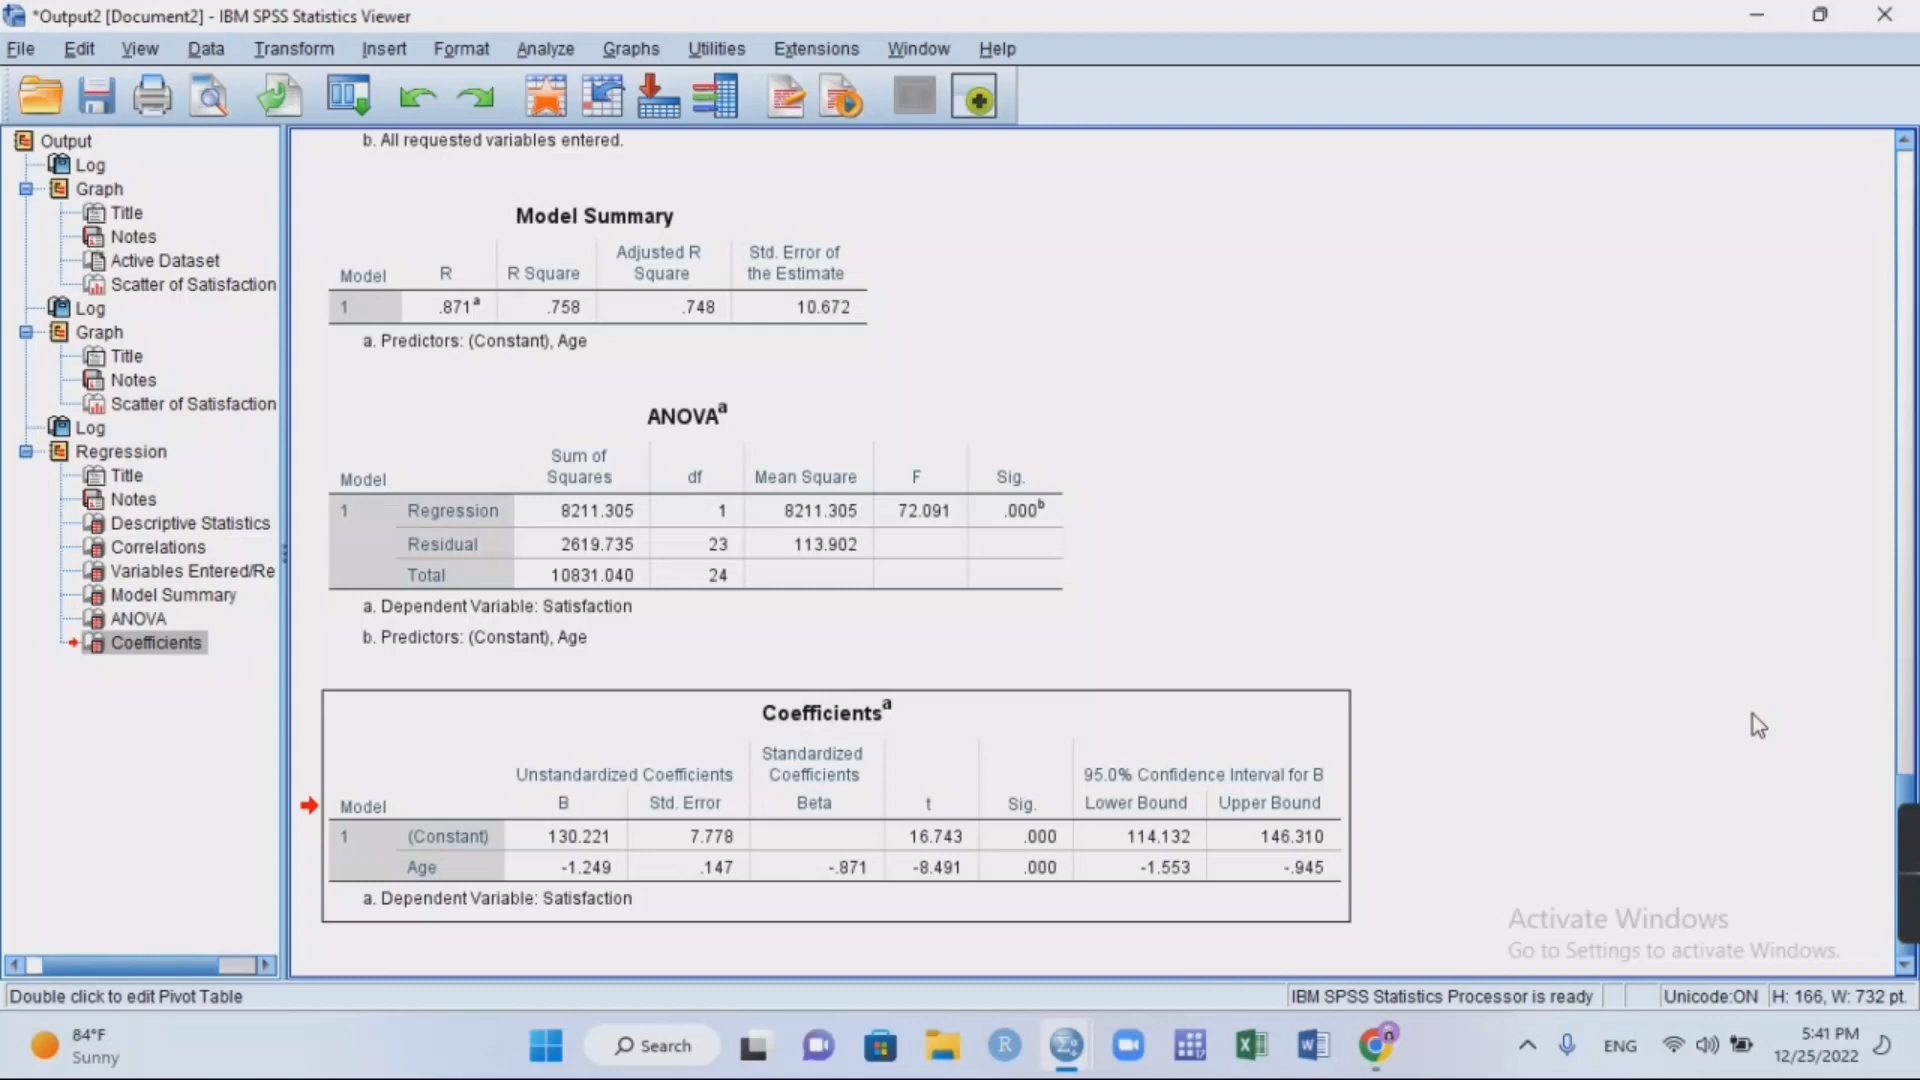 *Output2 [Document2] - IBM SPSS Statistics Viewer
File Edit View Data Transform Insert Format Analyze Graphs Utilities Extensions Window Help
Output
Log
Graph
Title
Notes
Active Dataset
Scatter of Satisfaction
Log
Graph
Title
Notes
Scatter of Satisfaction
Log
Regression
Title
Notes
Descriptive Statistics
Correlations
Variables Entered/Re
Model Summary
ANOVA
Coefficients
b. All requested variables entered.
Model Summary
Model R R Square Adjusted R Square Std. Error of the Estimate
1 .871a .758 .748 10.672
a. Predictors: (Constant), Age
ANOVAa
Model Sum of Squares df Mean Square F Sig.
1 Regression 8211.305 1 8211.305 72.091 .000b
Residual 2619.735 23 113.902
Total 10831.040 24
a. Dependent Variable: Satisfaction
b. Predictors: (Constant), Age
Coefficientsa
Unstandardized Coefficients Standardized Coefficients 95.0% Confidence Interval for B
Model B Std. Error Beta t Sig. Lower Bound Upper Bound
1 (Constant) 130.221 7.778 16.743 .000 114.132 146.310
Age -1.249 .147 -.871 -8.491 .000 -1.553 -.945
a. Dependent Variable: Satisfaction
Activate Windows
Go to Settings to activate Windows.
Double click to edit Pivot Table IBM SPSS Statistics Processor is ready Unicode:ON H: 166, W: 732 pt.
84°F
Sunny
Search
ENG
5:41 PM
12/25/2022